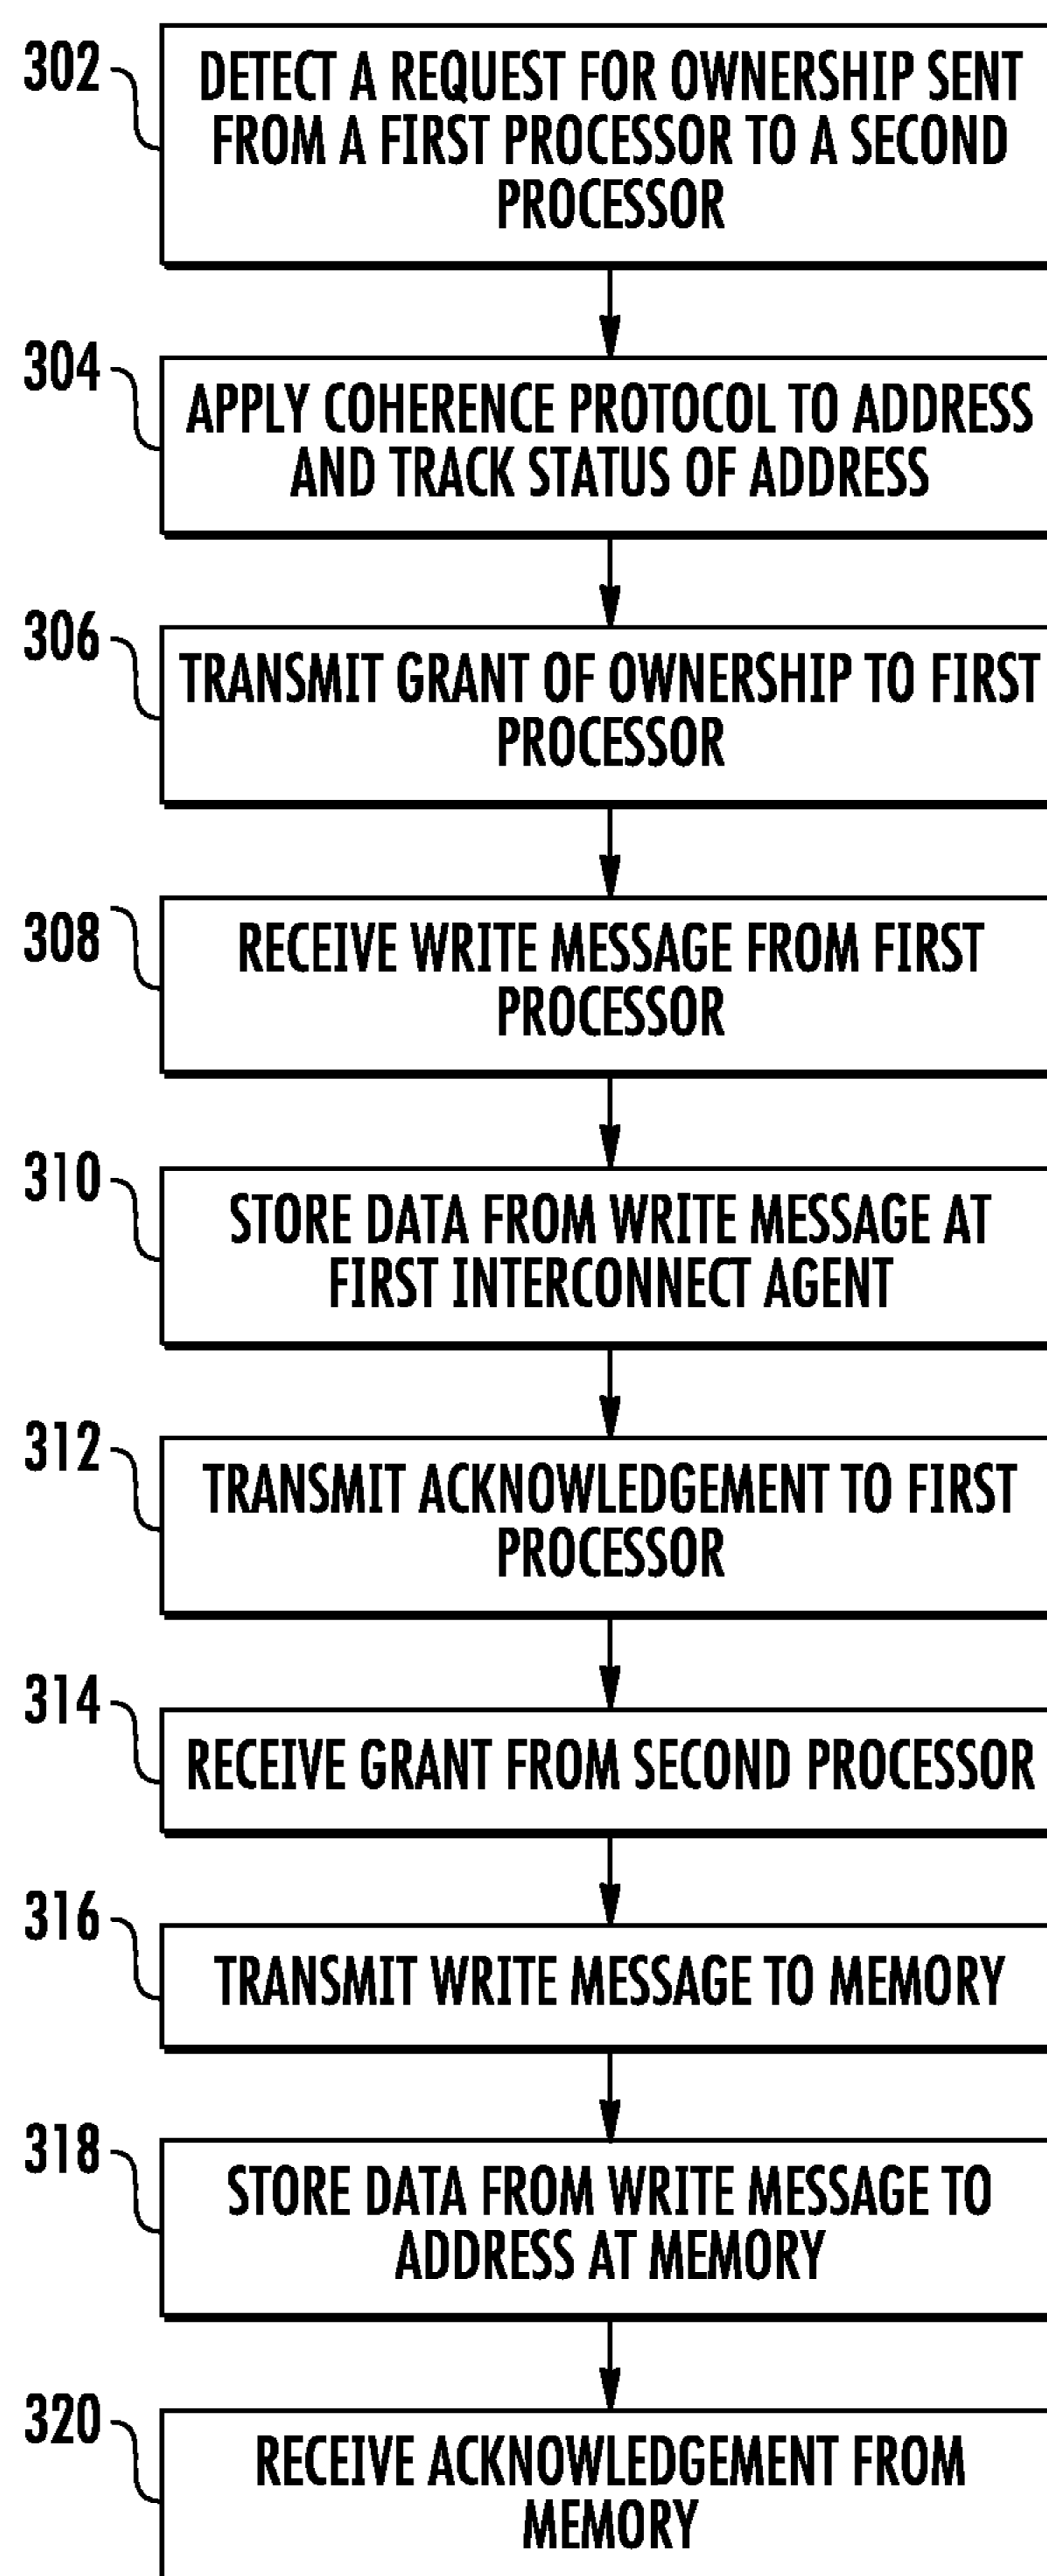 302
DETECT A REQUEST FOR OWNERSHIP SENT
FROM A FIRST PROCESSOR TO A SECOND
PROCESSOR
304
APPLY COHERENCE PROTOCOL TO ADDRESS
AND TRACK STATUS OF ADDRESS
306
TRANSMIT GRANT OF OWNERSHIP TO FIRST
PROCESSOR
308
RECEIVE WRITE MESSAGE FROM FIRST
PROCESSOR
310
STORE DATA FROM WRITE MESSAGE AT
FIRST INTERCONNECT AGENT
312
TRANSMIT ACKNOWLEDGEMENT TO FIRST
PROCESSOR
314
RECEIVE GRANT FROM SECOND PROCESSOR
316
TRANSMIT WRITE MESSAGE TO MEMORY
318
STORE DATA FROM WRITE MESSAGE TO
ADDRESS AT MEMORY
320
RECEIVE ACKNOWLEDGEMENT FROM
MEMORY